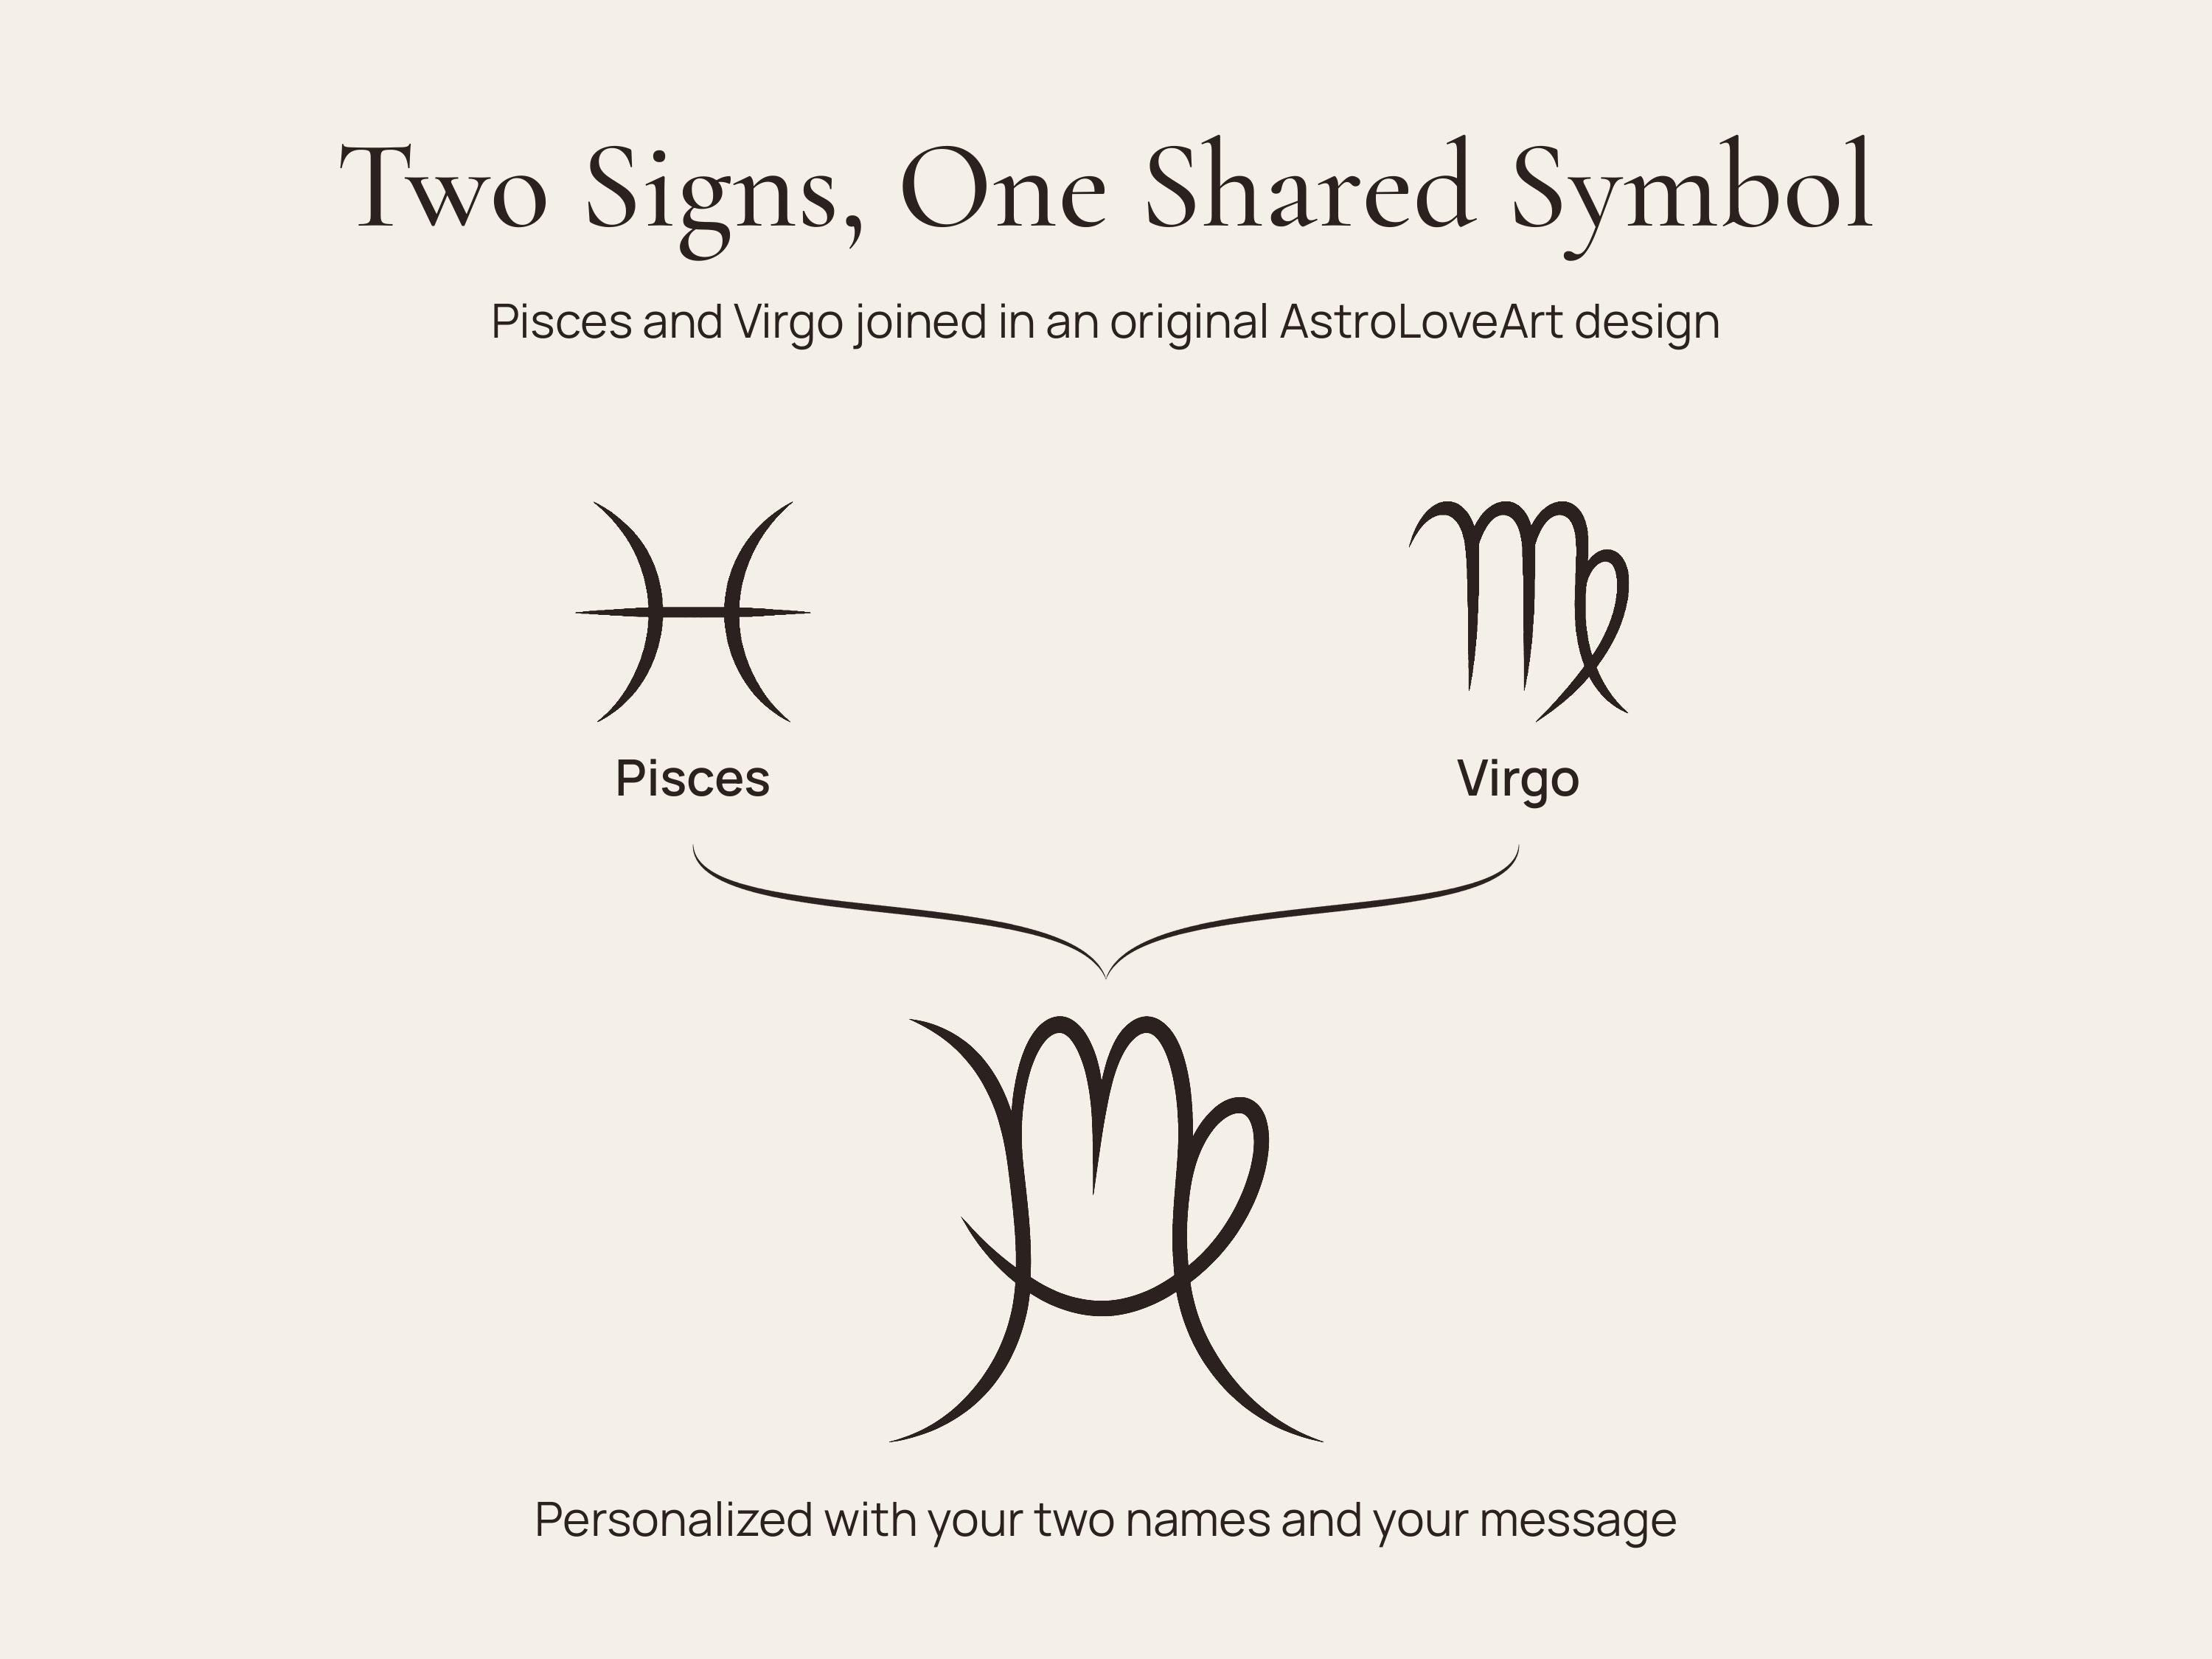 Two Signs, One Shared Symbol
Pisces and Virgo joined in an original AstroLoveArt design
Pisces
Virgo
Personalized with your two names and your message